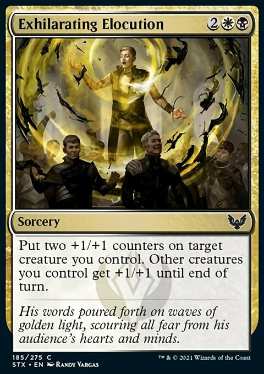 Exhilarating Elocution 2
Sorcery
Put two +1/+1 counters on target
creature you control. Other creatures
you control get +1/+1 until end
of turn.
His words poured forth on waves of
golden light, scouring all fear from his
audience's hearts and minds.
185/275 C
STX • EN RANDY VARGAS
™ & © 2021 Wizards of the Coast